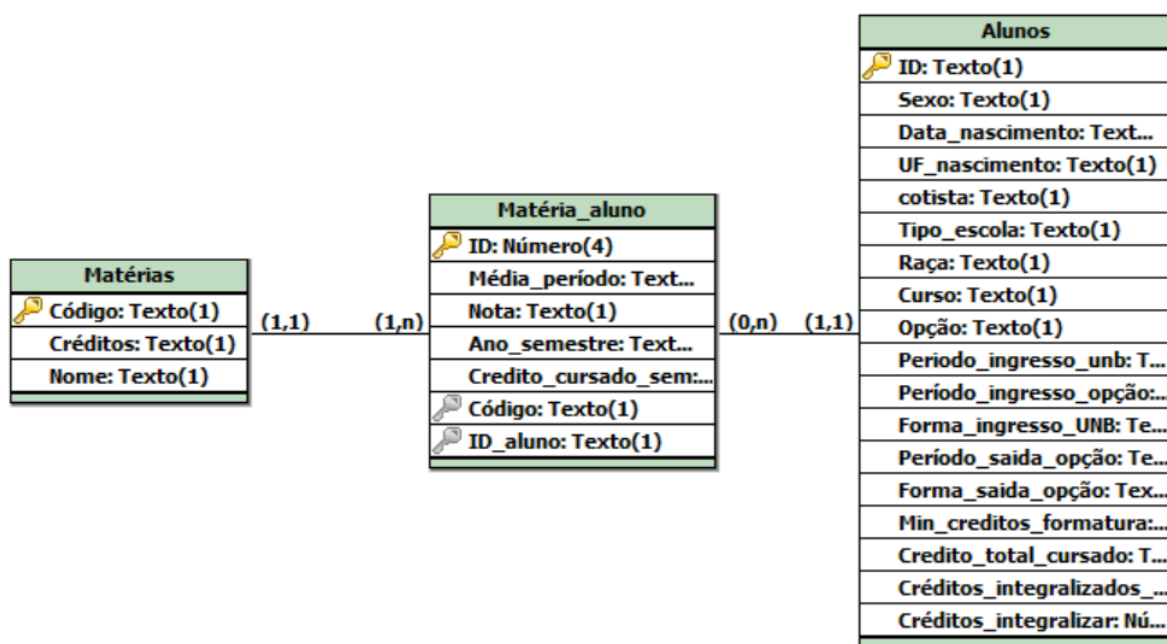 Matérias
Código: Texto(1)
Créditos: Texto(1)
Nome: Texto(1)
(1,1)
(1,n)
Matéria_aluno
ID: Número(4)
Média_período: Text...
Nota: Texto(1)
Ano_semestre: Text...
Credito_cursado_sem:...
Código: Texto(1)
ID_aluno: Texto(1)
(0,n)
(1,1)
Alunos
ID: Texto(1)
Sexo: Texto(1)
Data_nascimento: Text...
UF_nascimento: Texto(1)
cotista: Texto(1)
Tipo_escola: Texto(1)
Raça: Texto(1)
Curso: Texto(1)
Opção: Texto(1)
Periodo_ingresso_unb: T...
Período_ingresso_opção:...
Forma_ingresso_UNB: Te...
Período_saida_opção: Te...
Forma_saida_opção: Tex...
Min_creditos_formatura:...
Credito_total_cursado: T...
Créditos_integralizados_...
Créditos_integralizar: Nú...